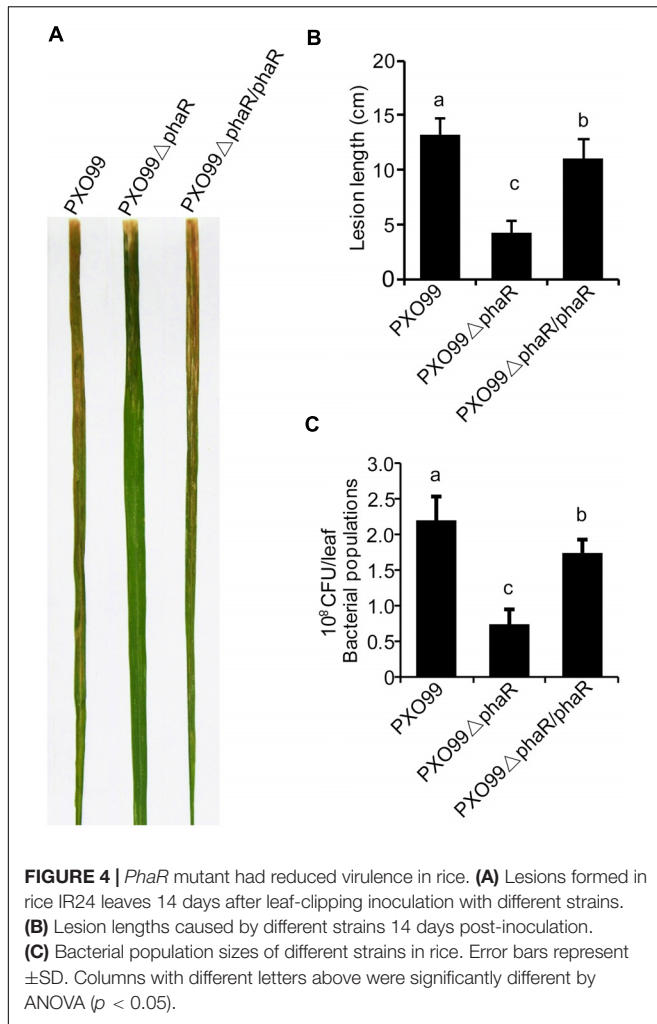 A
PXO99
PXO99△phaR
PXO99△phaR/phaR
B
Lesion length (cm)
20
15
10
5
0
a
c
b
PXO99
PXO99△phaR
PXO99△phaR/phaR
C
10⁸ CFU/leaf
Bacterial populations
3.0
2.5
2.0
1.5
1.0
0.5
0
a
c
b
PXO99
PXO99△phaR
PXO99△phaR/phaR
FIGURE 4 | PhaR mutant had reduced virulence in rice. (A) Lesions formed in
rice IR24 leaves 14 days after leaf-clipping inoculation with different strains.
(B) Lesion lengths caused by different strains 14 days post-inoculation.
(C) Bacterial population sizes of different strains in rice. Error bars represent
±SD. Columns with different letters above were significantly different by
ANOVA (p < 0.05).